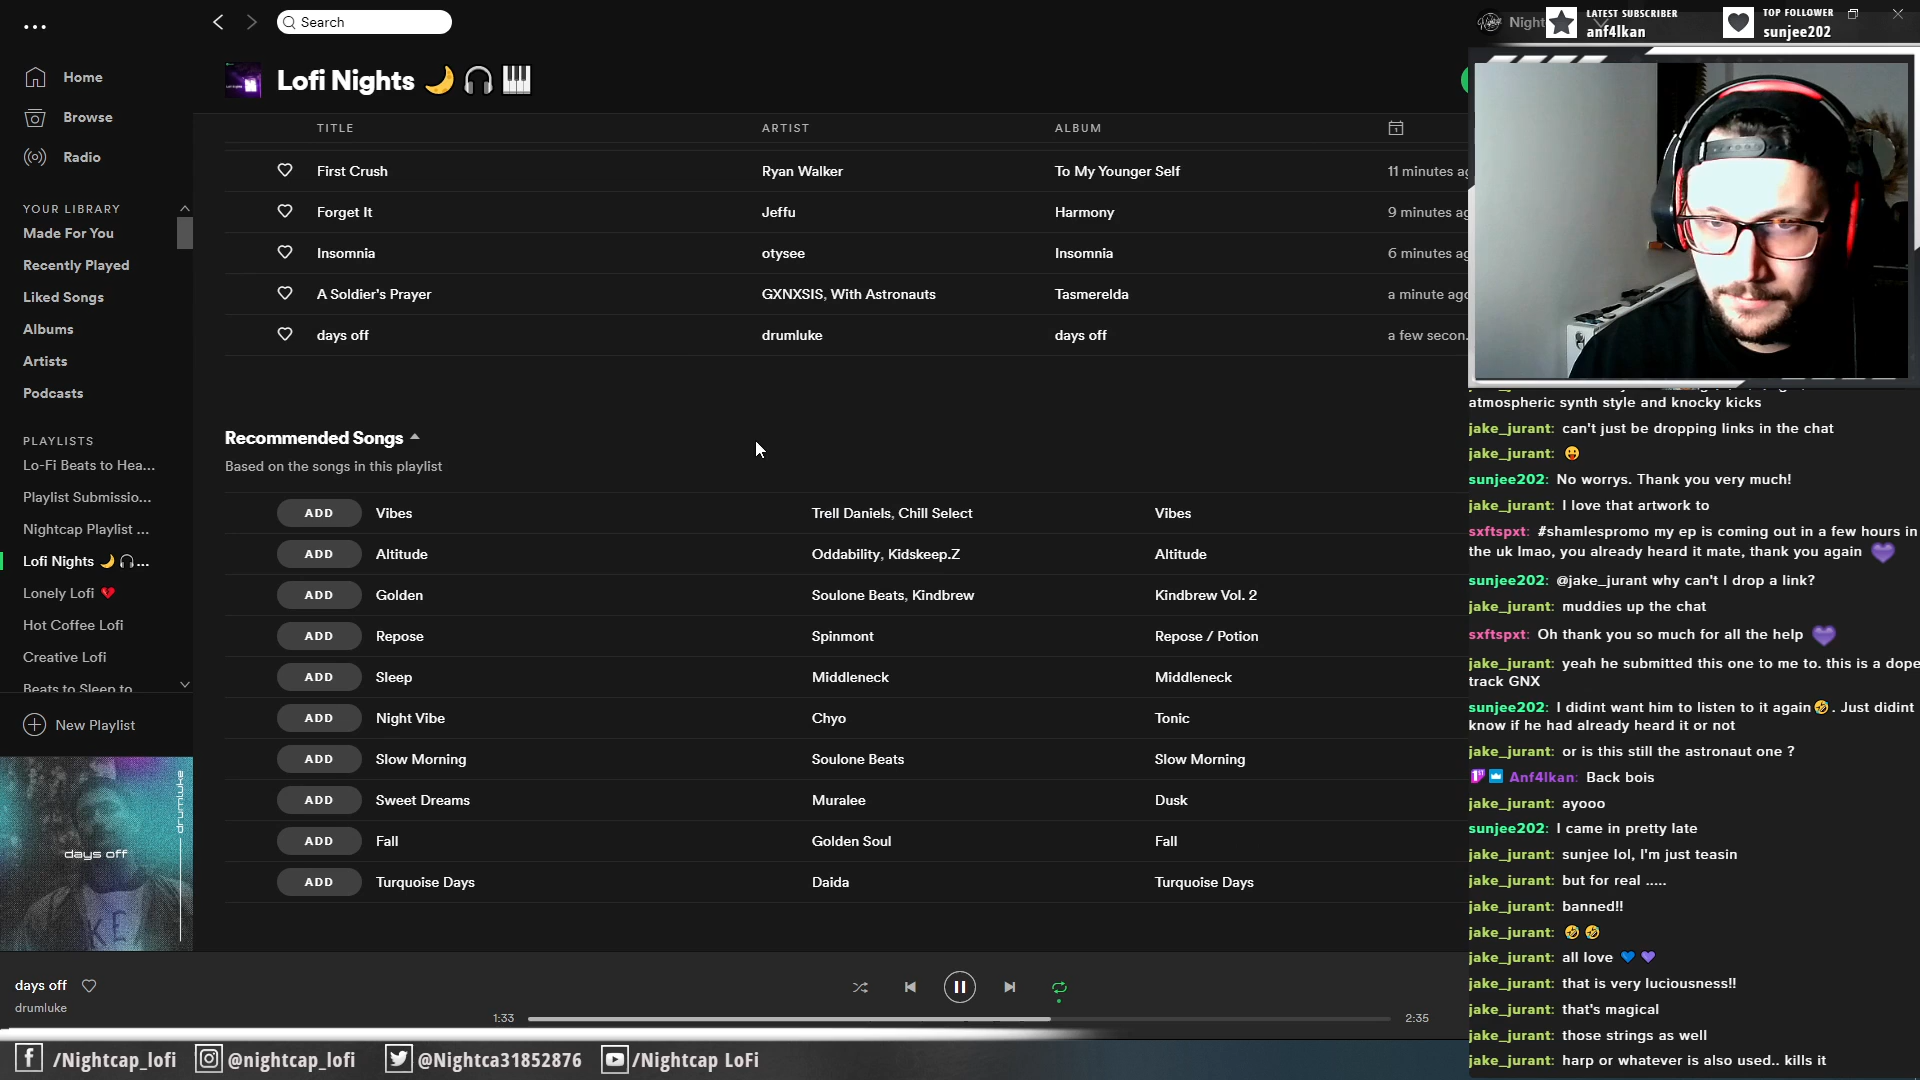 Search
Night
LATEST SUBSCRIBER
anf4lkan
TOP FOLLOWER
sunjee202
Home
Browse
Radio
YOUR LIBRARY
Made For You
Recently Played
Liked Songs
Albums
Artists
Podcasts
PLAYLISTS
Lo-Fi Beats to Hea...
Playlist Submissio...
Nightcap Playlist ...
Lofi Nights 🌙🎧...
Lonely Lofi 💔
Hot Coffee Lofi
Creative Lofi
Beats to Sleep to
New Playlist
drumluke
days off
Lofi Nights 🌙🎧🎹
TITLE ARTIST ALBUM
First Crush Ryan Walker To My Younger Self 11 minutes ag
Forget It Jeffu Harmony 9 minutes ag
Insomnia otysee Insomnia 6 minutes ag
A Soldier's Prayer GXNXSIS, With Astronauts Tasmerelda a minute ago
days off drumluke days off a few secon...
Recommended Songs
Based on the songs in this playlist
ADD Vibes Trell Daniels, Chill Select Vibes
ADD Altitude Oddability, Kidskeep.Z Altitude
ADD Golden Soulone Beats, Kindbrew Kindbrew Vol. 2
ADD Repose Spinmont Repose / Potion
ADD Sleep Middleneck Middleneck
ADD Night Vibe Chyo Tonic
ADD Slow Morning Soulone Beats Slow Morning
ADD Sweet Dreams Muralee Dusk
ADD Fall Golden Soul Fall
ADD Turquoise Days Daida Turquoise Days
atmospheric synth style and knocky kicks
jake_jurant: can't just be dropping links in the chat
jake_jurant: 😛
sunjee202: No worrys. Thank you very much!
jake_jurant: I love that artwork to
sxftspxt: #shamlespromo my ep is coming out in a few hours in
the uk lmao, you already heard it mate, thank you again 💜
sunjee202: @jake_jurant why can't I drop a link?
jake_jurant: muddies up the chat
sxftspxt: Oh thank you so much for all the help 💜
jake_jurant: yeah he submitted this one to me to. this is a dope
track GNX
sunjee202: I didint want him to listen to it again🤣. Just didint
know if he had already heard it or not
jake_jurant: or is this still the astronaut one ?
Anf4lkan: Back bois
jake_jurant: ayooo
sunjee202: I came in pretty late
jake_jurant: sunjee lol, I'm just teasin
jake_jurant: but for real .....
jake_jurant: banned!!
jake_jurant: 🤣 🤣
jake_jurant: all love 💙 💜
jake_jurant: that is very luciousness!!
jake_jurant: that's magical
jake_jurant: those strings as well
jake_jurant: harp or whatever is also used.. kills it
days off
drumluke
1:33
2:35
/Nightcap_lofi @nightcap_lofi @Nightca31852876 /Nightcap LoFi